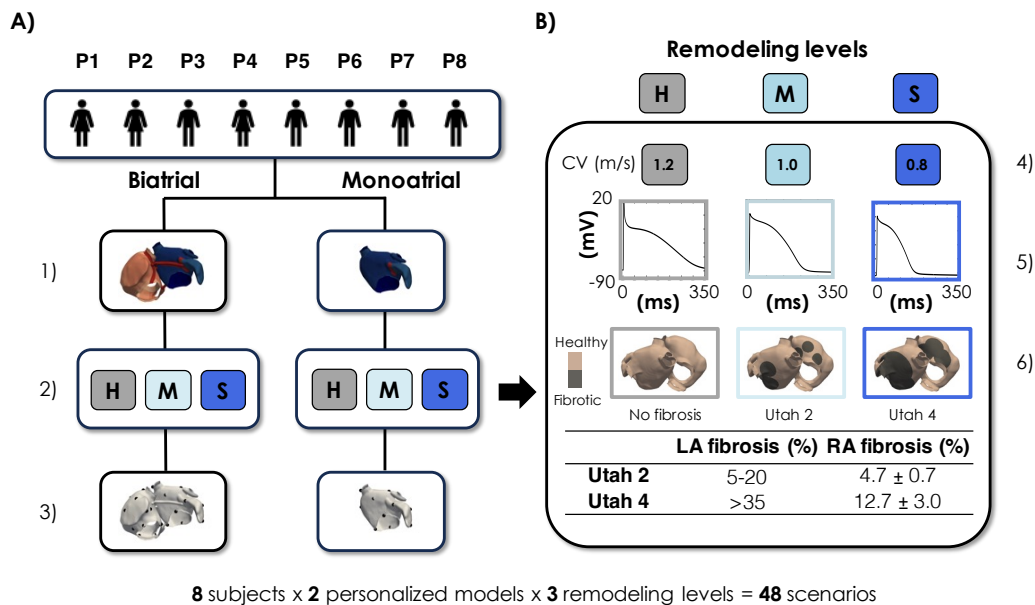 A)
P1 P2 P3 P4 P5 P6 P7 P8
Biatrial Monoatrial
1)
2)
H M S H M S
3)
B)
Remodeling levels
H M S
CV (m/s) 1.2 1.0 0.8
4)
20
(mV)
-90
0 350 0 350 0 350
(ms) (ms) (ms)
5)
Healthy
Fibrotic
6)
No fibrosis Utah 2 Utah 4
LA fibrosis (%) RA fibrosis (%)
Utah 2 5-20 4.7 ± 0.7
Utah 4 >35 12.7 ± 3.0
8 subjects x 2 personalized models x 3 remodeling levels = 48 scenarios